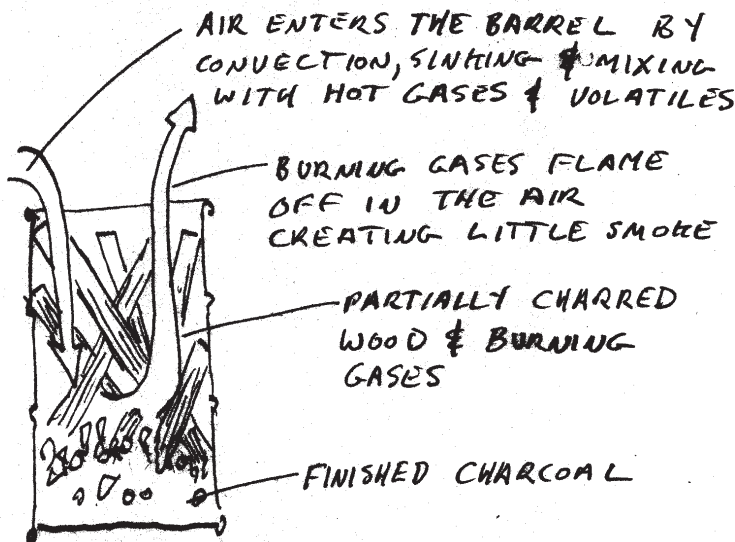 AIR ENTERS THE BARREL BY
CONVECTION, SINKING & MIXING
WITH HOT GASES & VOLATILES
BURNING GASES FLAME
OFF IN THE AIR
CREATING LITTLE SMOKE
PARTIALLY CHARRED
WOOD & BURNING
GASES
FINISHED CHARCOAL